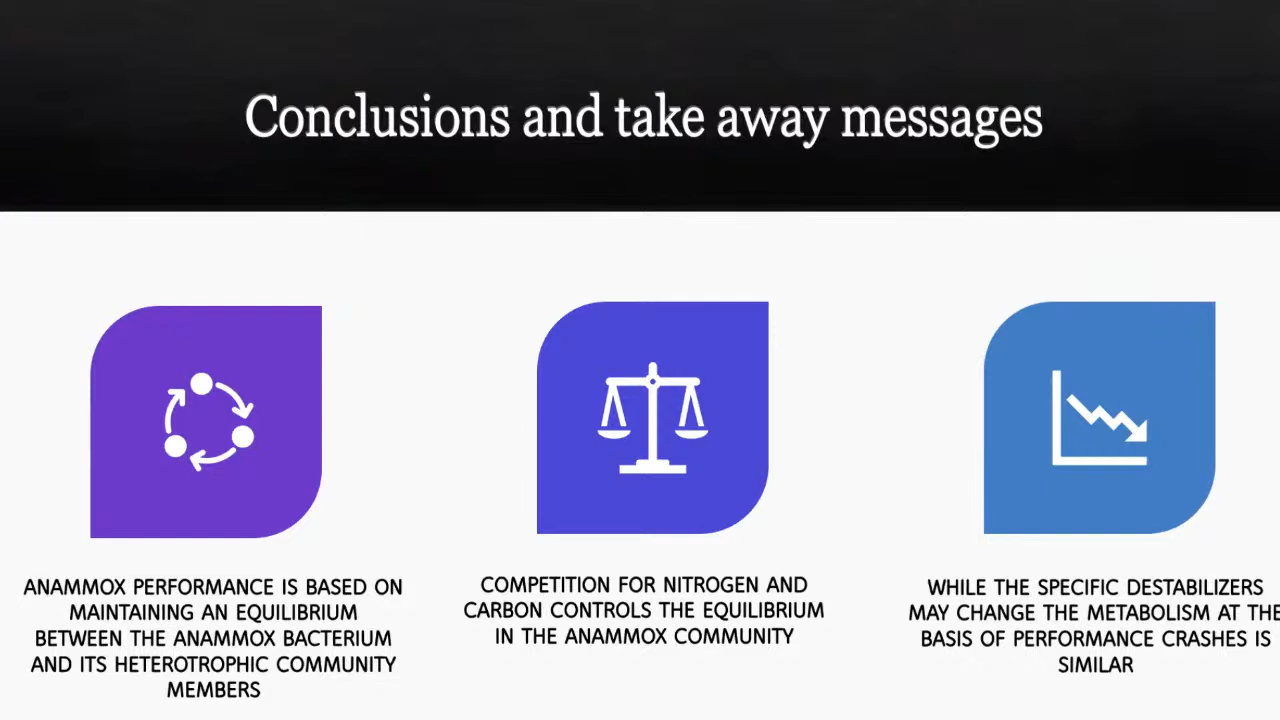 Conclusions and take away messages
ANAMMOX PERFORMANCE IS BASED ON
MAINTAINING AN EQUILIBRIUM
BETWEEN THE ANAMMOX BACTERIUM
AND ITS HETEROTROPHIC COMMUNITY
MEMBERS
COMPETITION FOR NITROGEN AND
CARBON CONTROLS THE EQUILIBRIUM
IN THE ANAMMOX COMMUNITY
WHILE THE SPECIFIC DESTABILIZERS
MAY CHANGE THE METABOLISM AT THE
BASIS OF PERFORMANCE CRASHES IS
SIMILAR